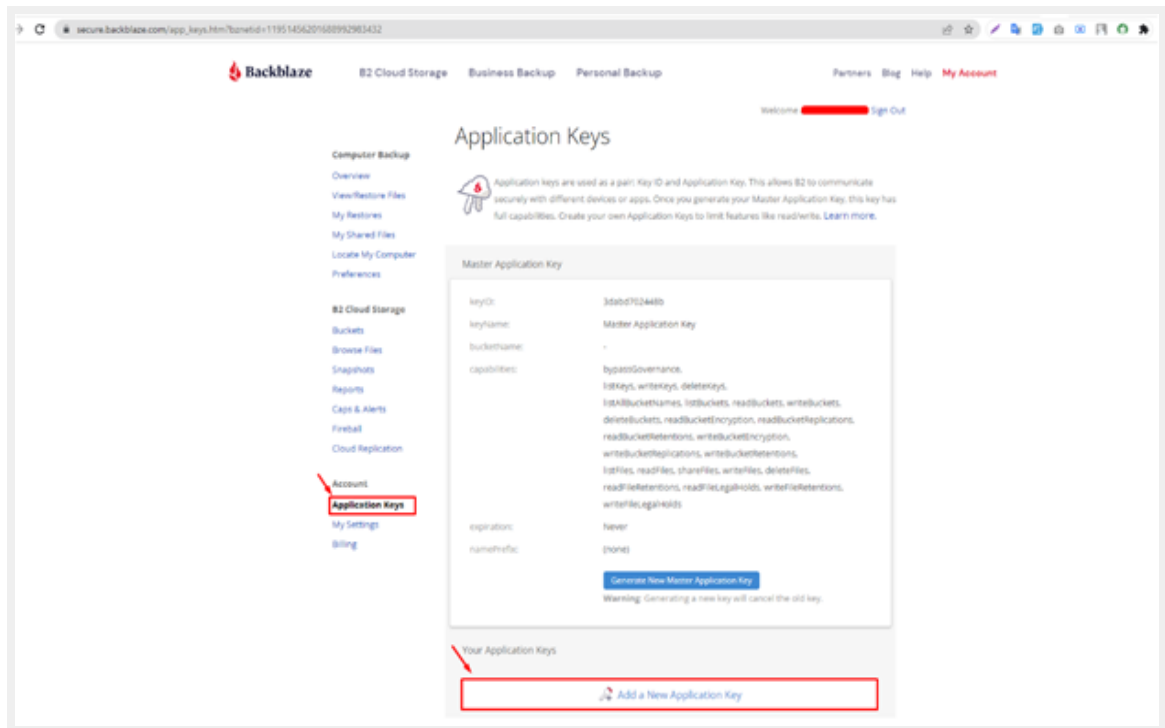 secure.backblaze.com/app_keys.htm?bznetid=1195145620168899298​3432
Backblaze B2 Cloud Storage Business Backup Personal Backup Partners Blog Help My Account
Welcome Sign Out
Application Keys
Application keys are used as a pair: Key ID and Application Key. This allows B2 to communicate
securely with different devices or apps. Once you generate your Master Application Key, this key has
full capabilities. Create your own Application Keys to limit features like read/write. Learn more.
Computer Backup
Overview
View/Restore Files
My Restores
My Shared Files
Locate My Computer
Preferences
B2 Cloud Storage
Buckets
Browse Files
Snapshots
Reports
Caps & Alerts
Fireball
Cloud Replication
Account
Application Keys
My Settings
Billing
Master Application Key
keyID: 3dabd702448b
keyName: Master Application Key
bucketName: -
capabilities: bypassGovernance,
listKeys, writeKeys, deleteKeys,
listAllBucketNames, listBuckets, readBuckets, writeBuckets,
deleteBuckets, readBucketEncryption, readBucketReplications,
readBucketRetentions, writeBucketEncryption,
writeBucketReplications, writeBucketRetentions,
listFiles, readFiles, shareFiles, writeFiles, deleteFiles,
readFileRetentions, readFileLegalHolds, writeFileRetentions,
writeFileLegalHolds
expiration: Never
namePrefix: (none)
Generate New Master Application Key
Warning: Generating a new key will cancel the old key.
Your Application Keys
Add a New Application Key